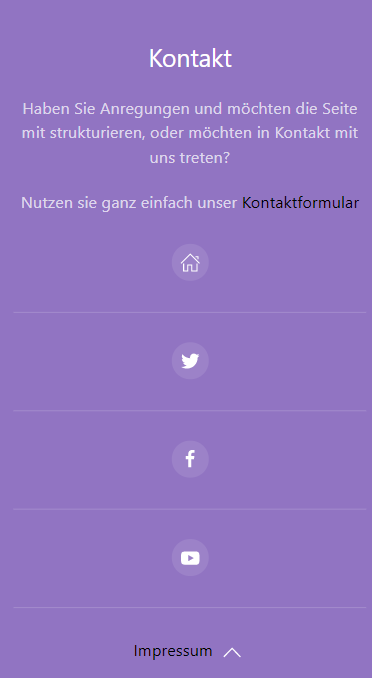 Kontakt
Haben Sie Anregungen und möchten die Seite
mit strukturieren, oder möchten in Kontakt mit
uns treten?
Nutzen sie ganz einfach unser Kontaktformular
Impressum